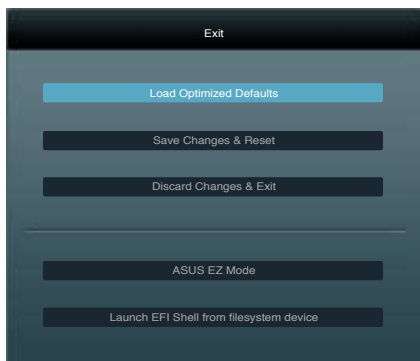 Exit
Load Optimized Defaults
Save Changes & Reset
Discard Changes & Exit
ASUS EZ Mode
Launch EFI Shell from filesystem device